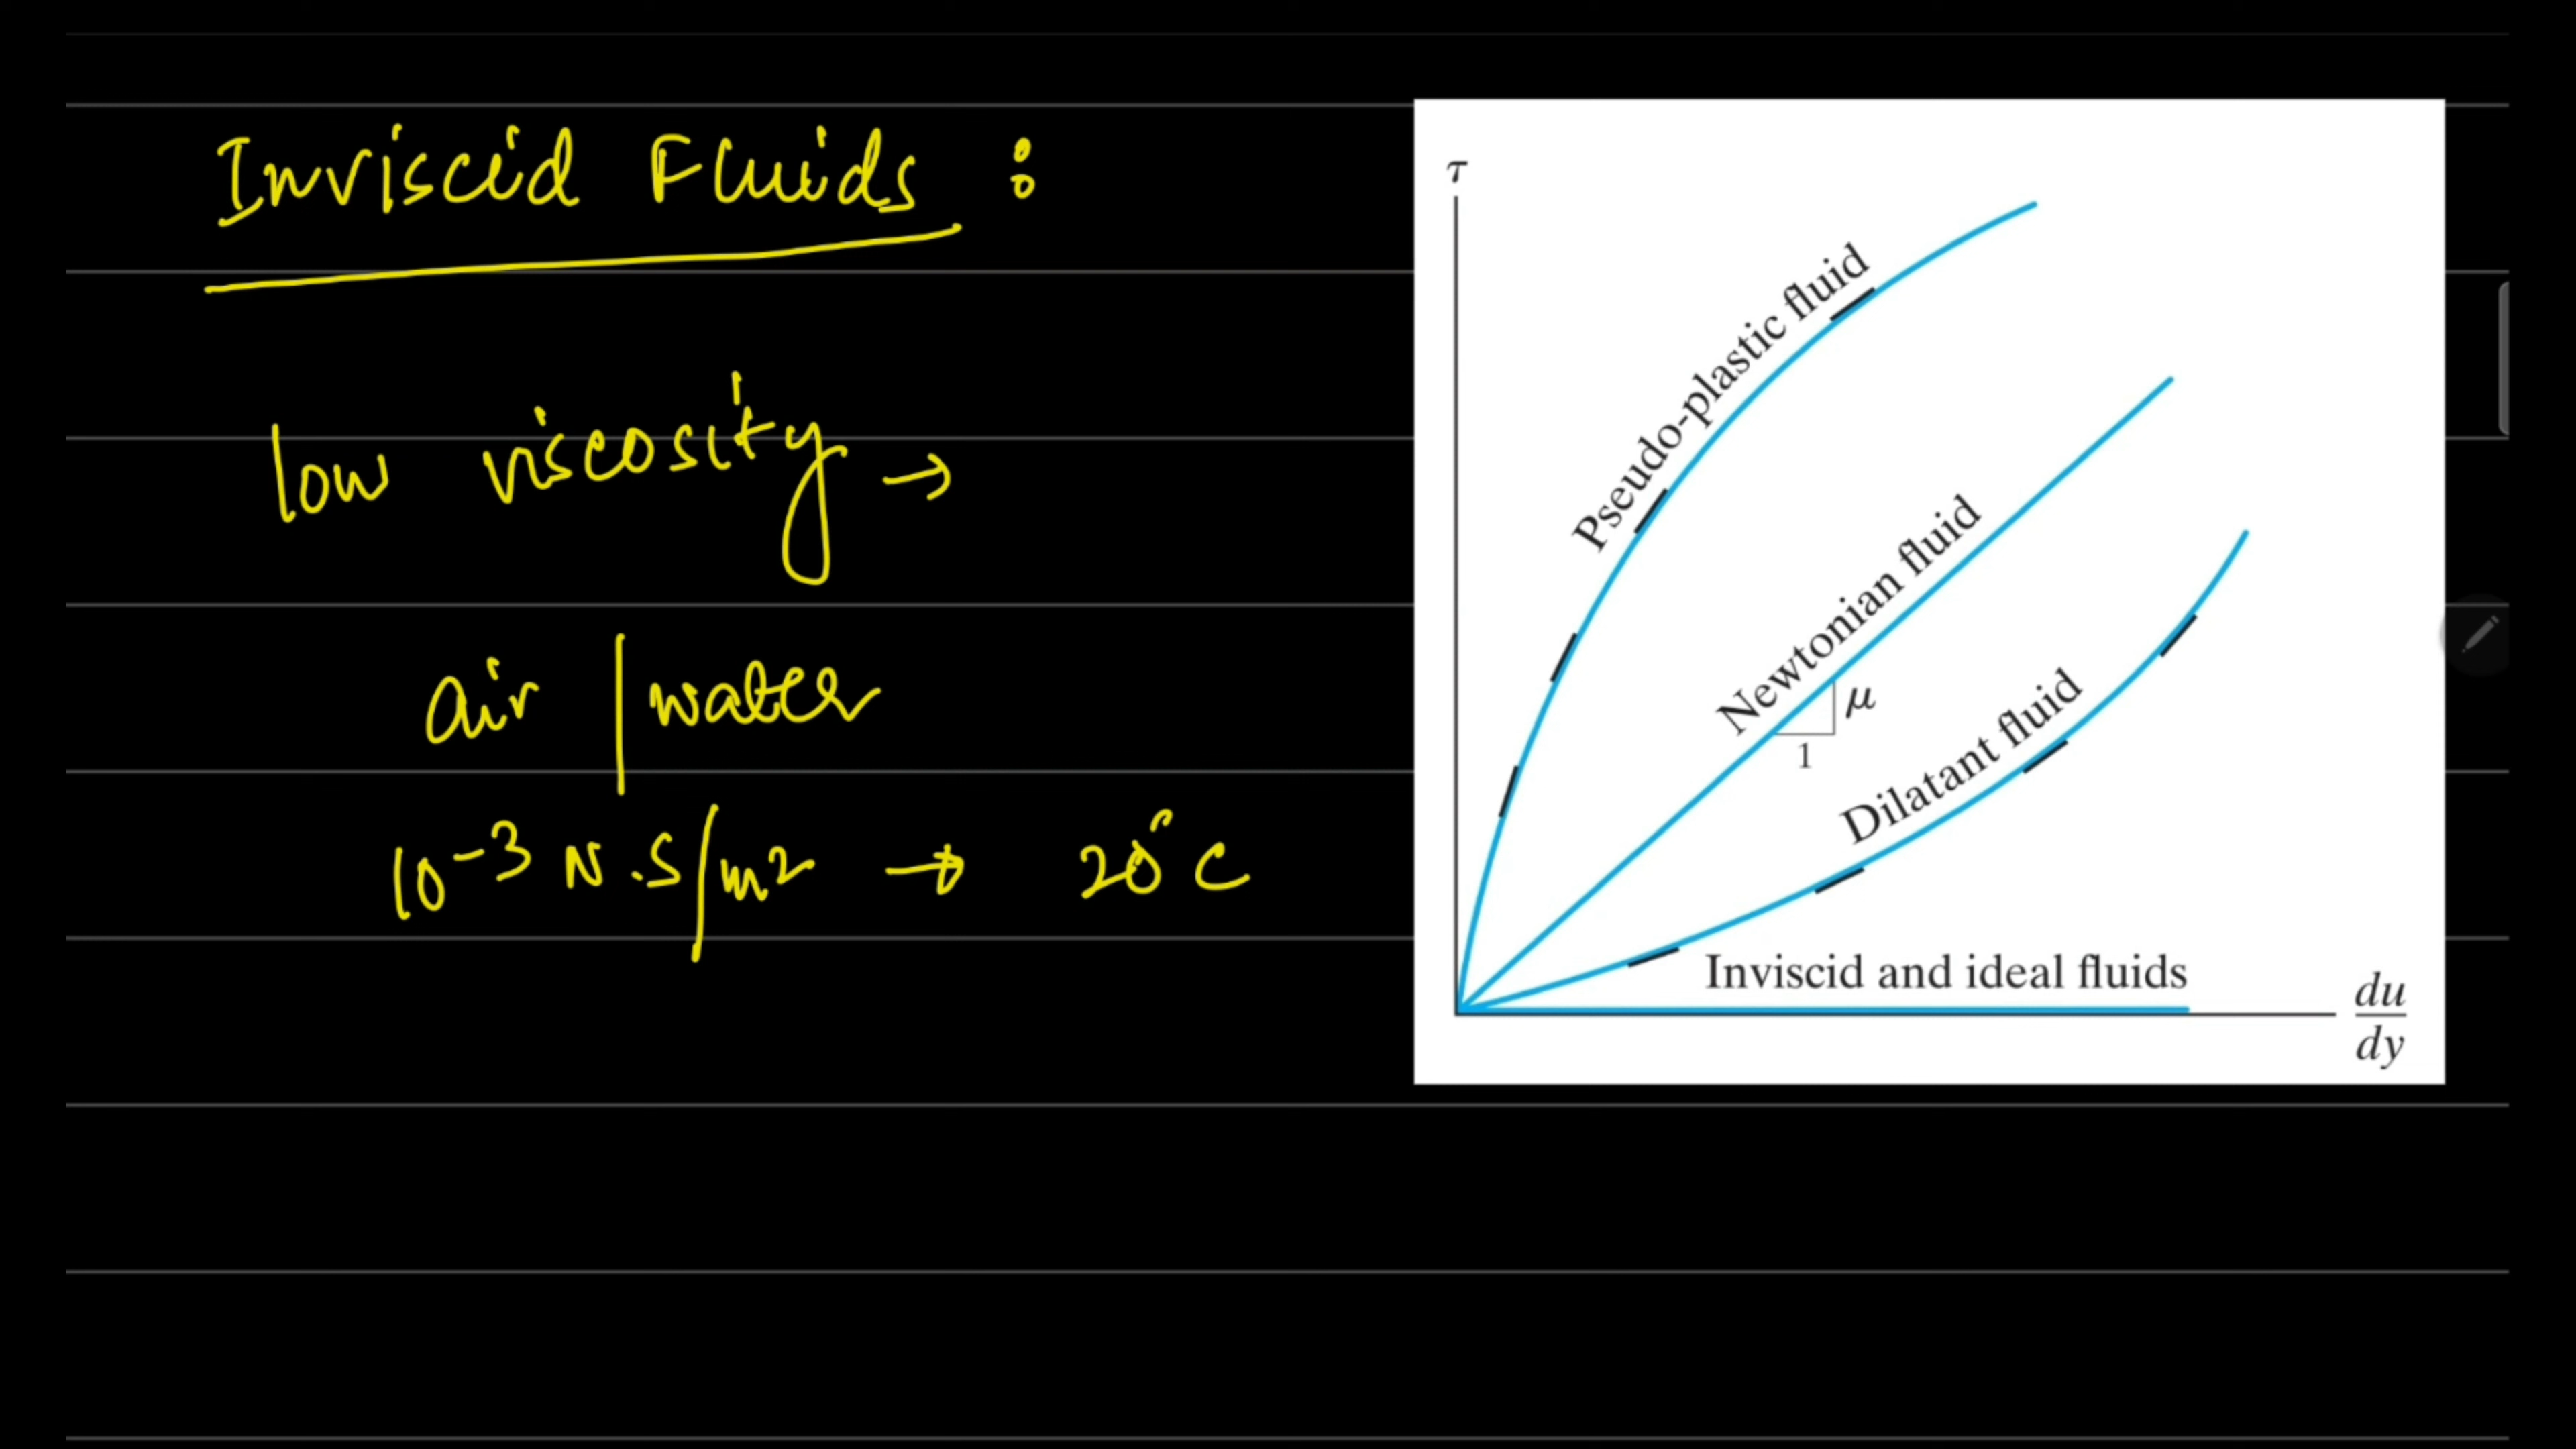 Inviscid Fluids :
low viscosity →
air | water
10⁻³ N.S/m² → 20°C
τ
Pseudo-plastic fluid
Newtonian fluid
μ
1
Dilatant fluid
Inviscid and ideal fluids
du
dy